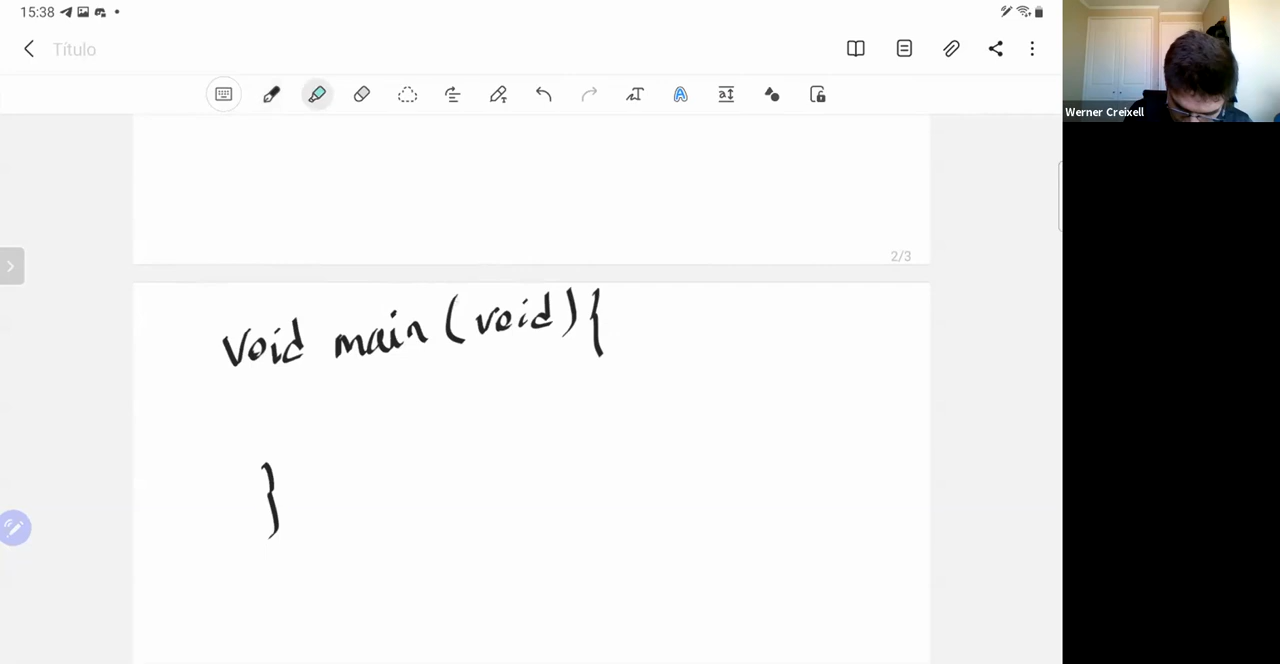 15:38
Título
Werner Creixell
2/3
void main (void) {
}